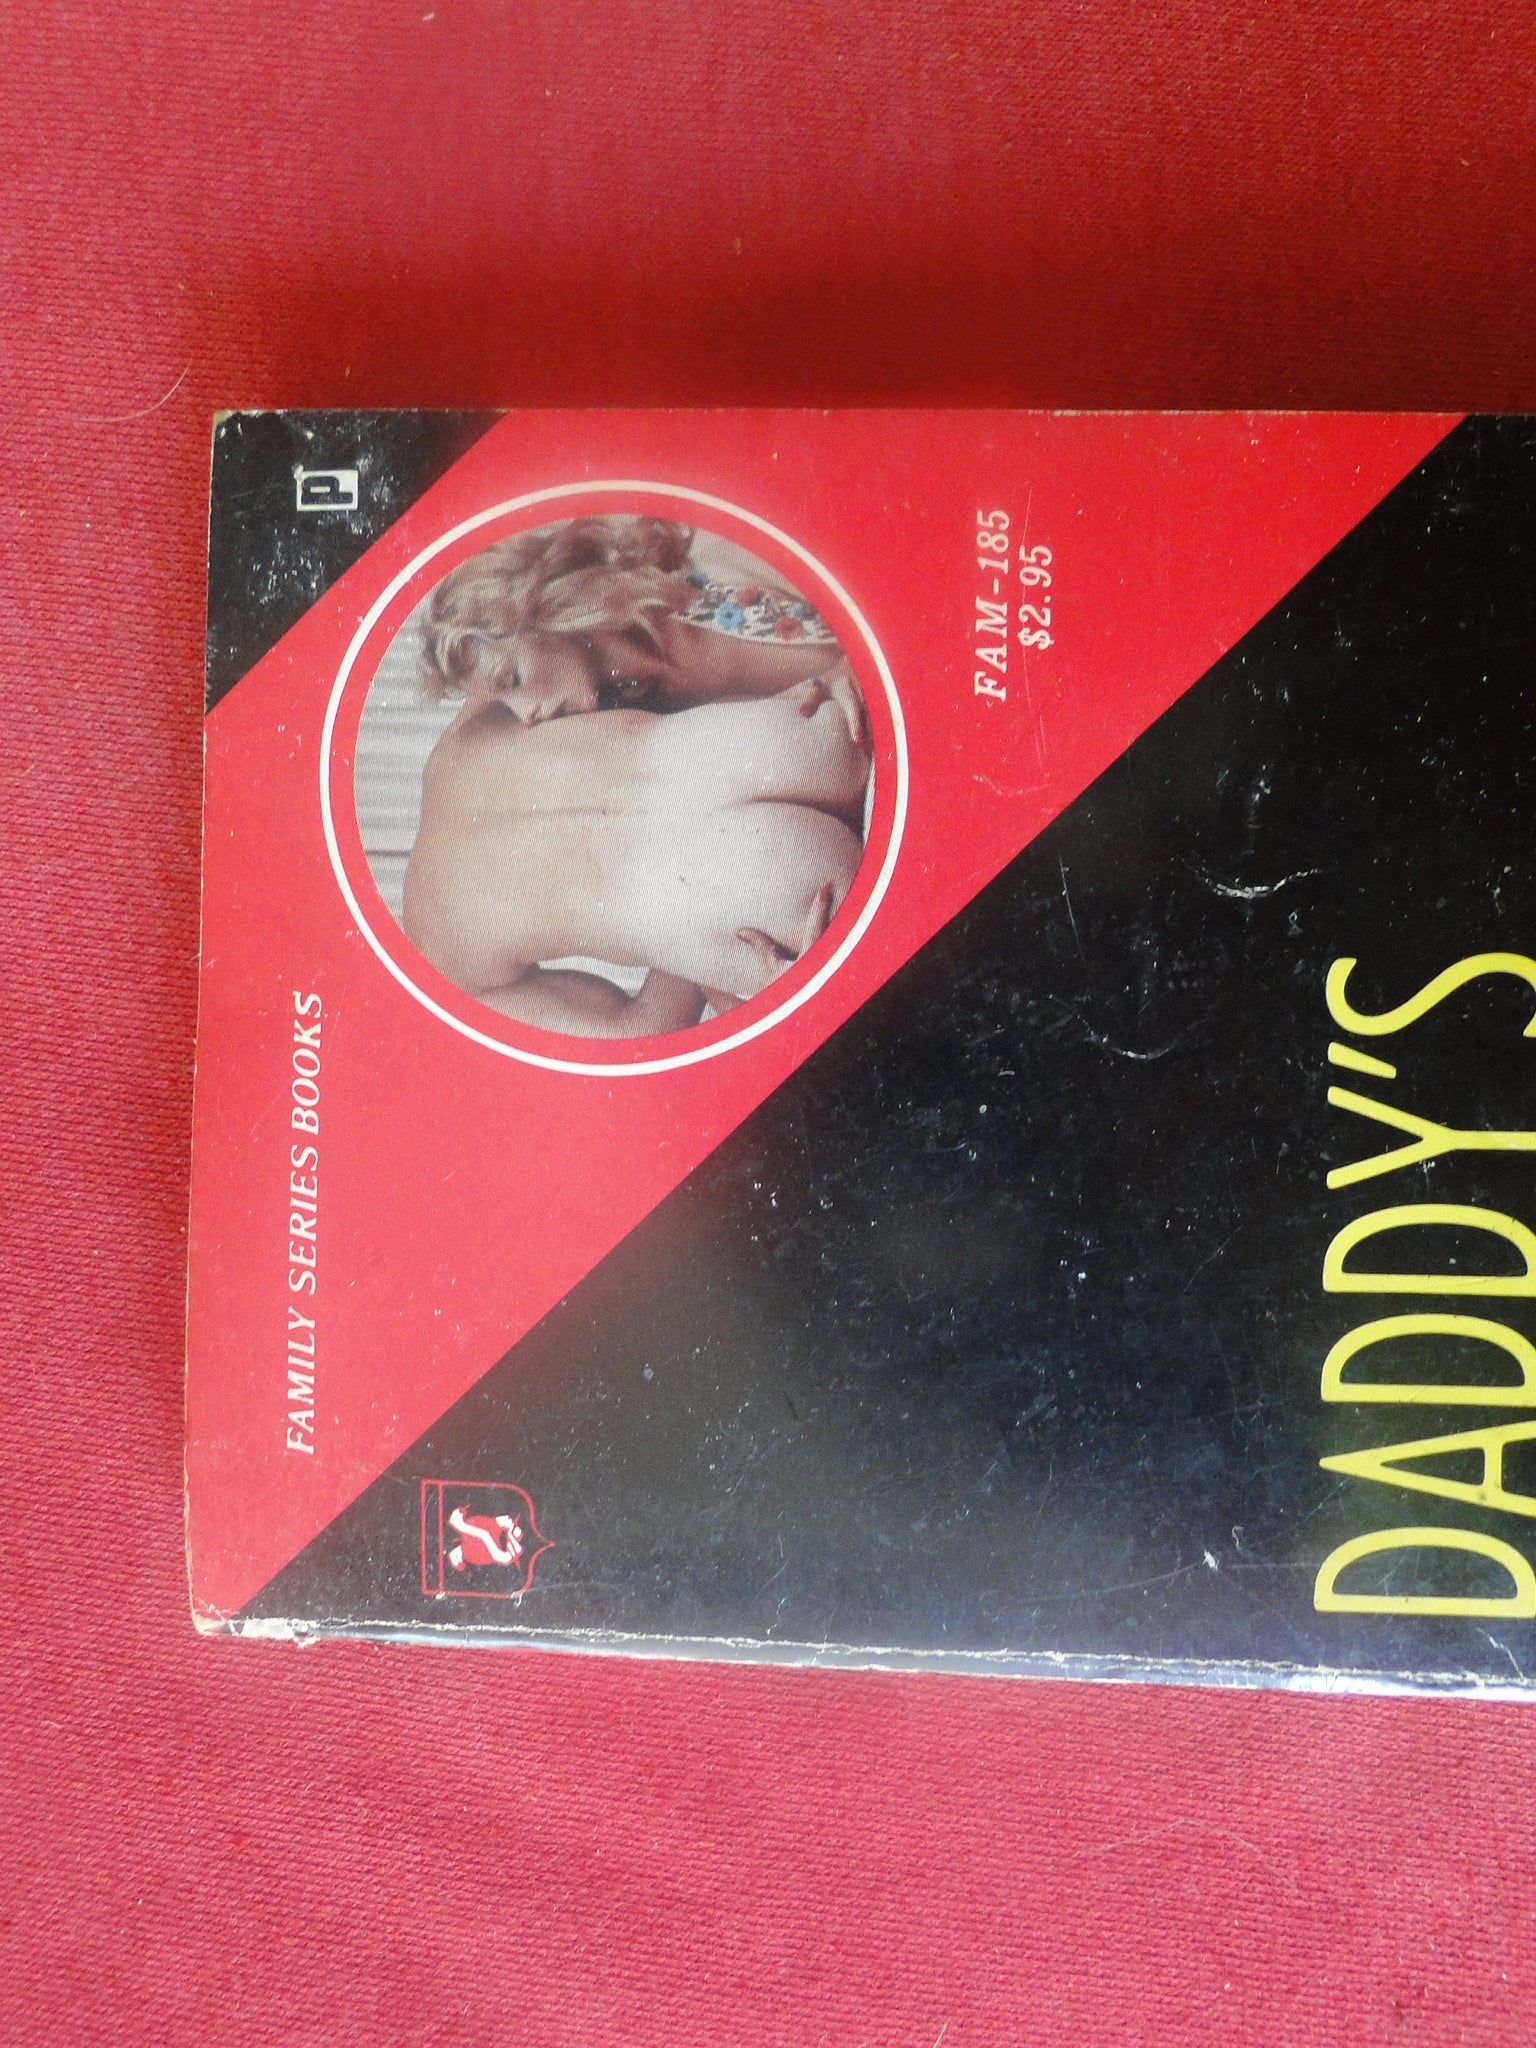 P
FAMILY SERIES BOOKS
FAM-185
$2.95
DADDY'S